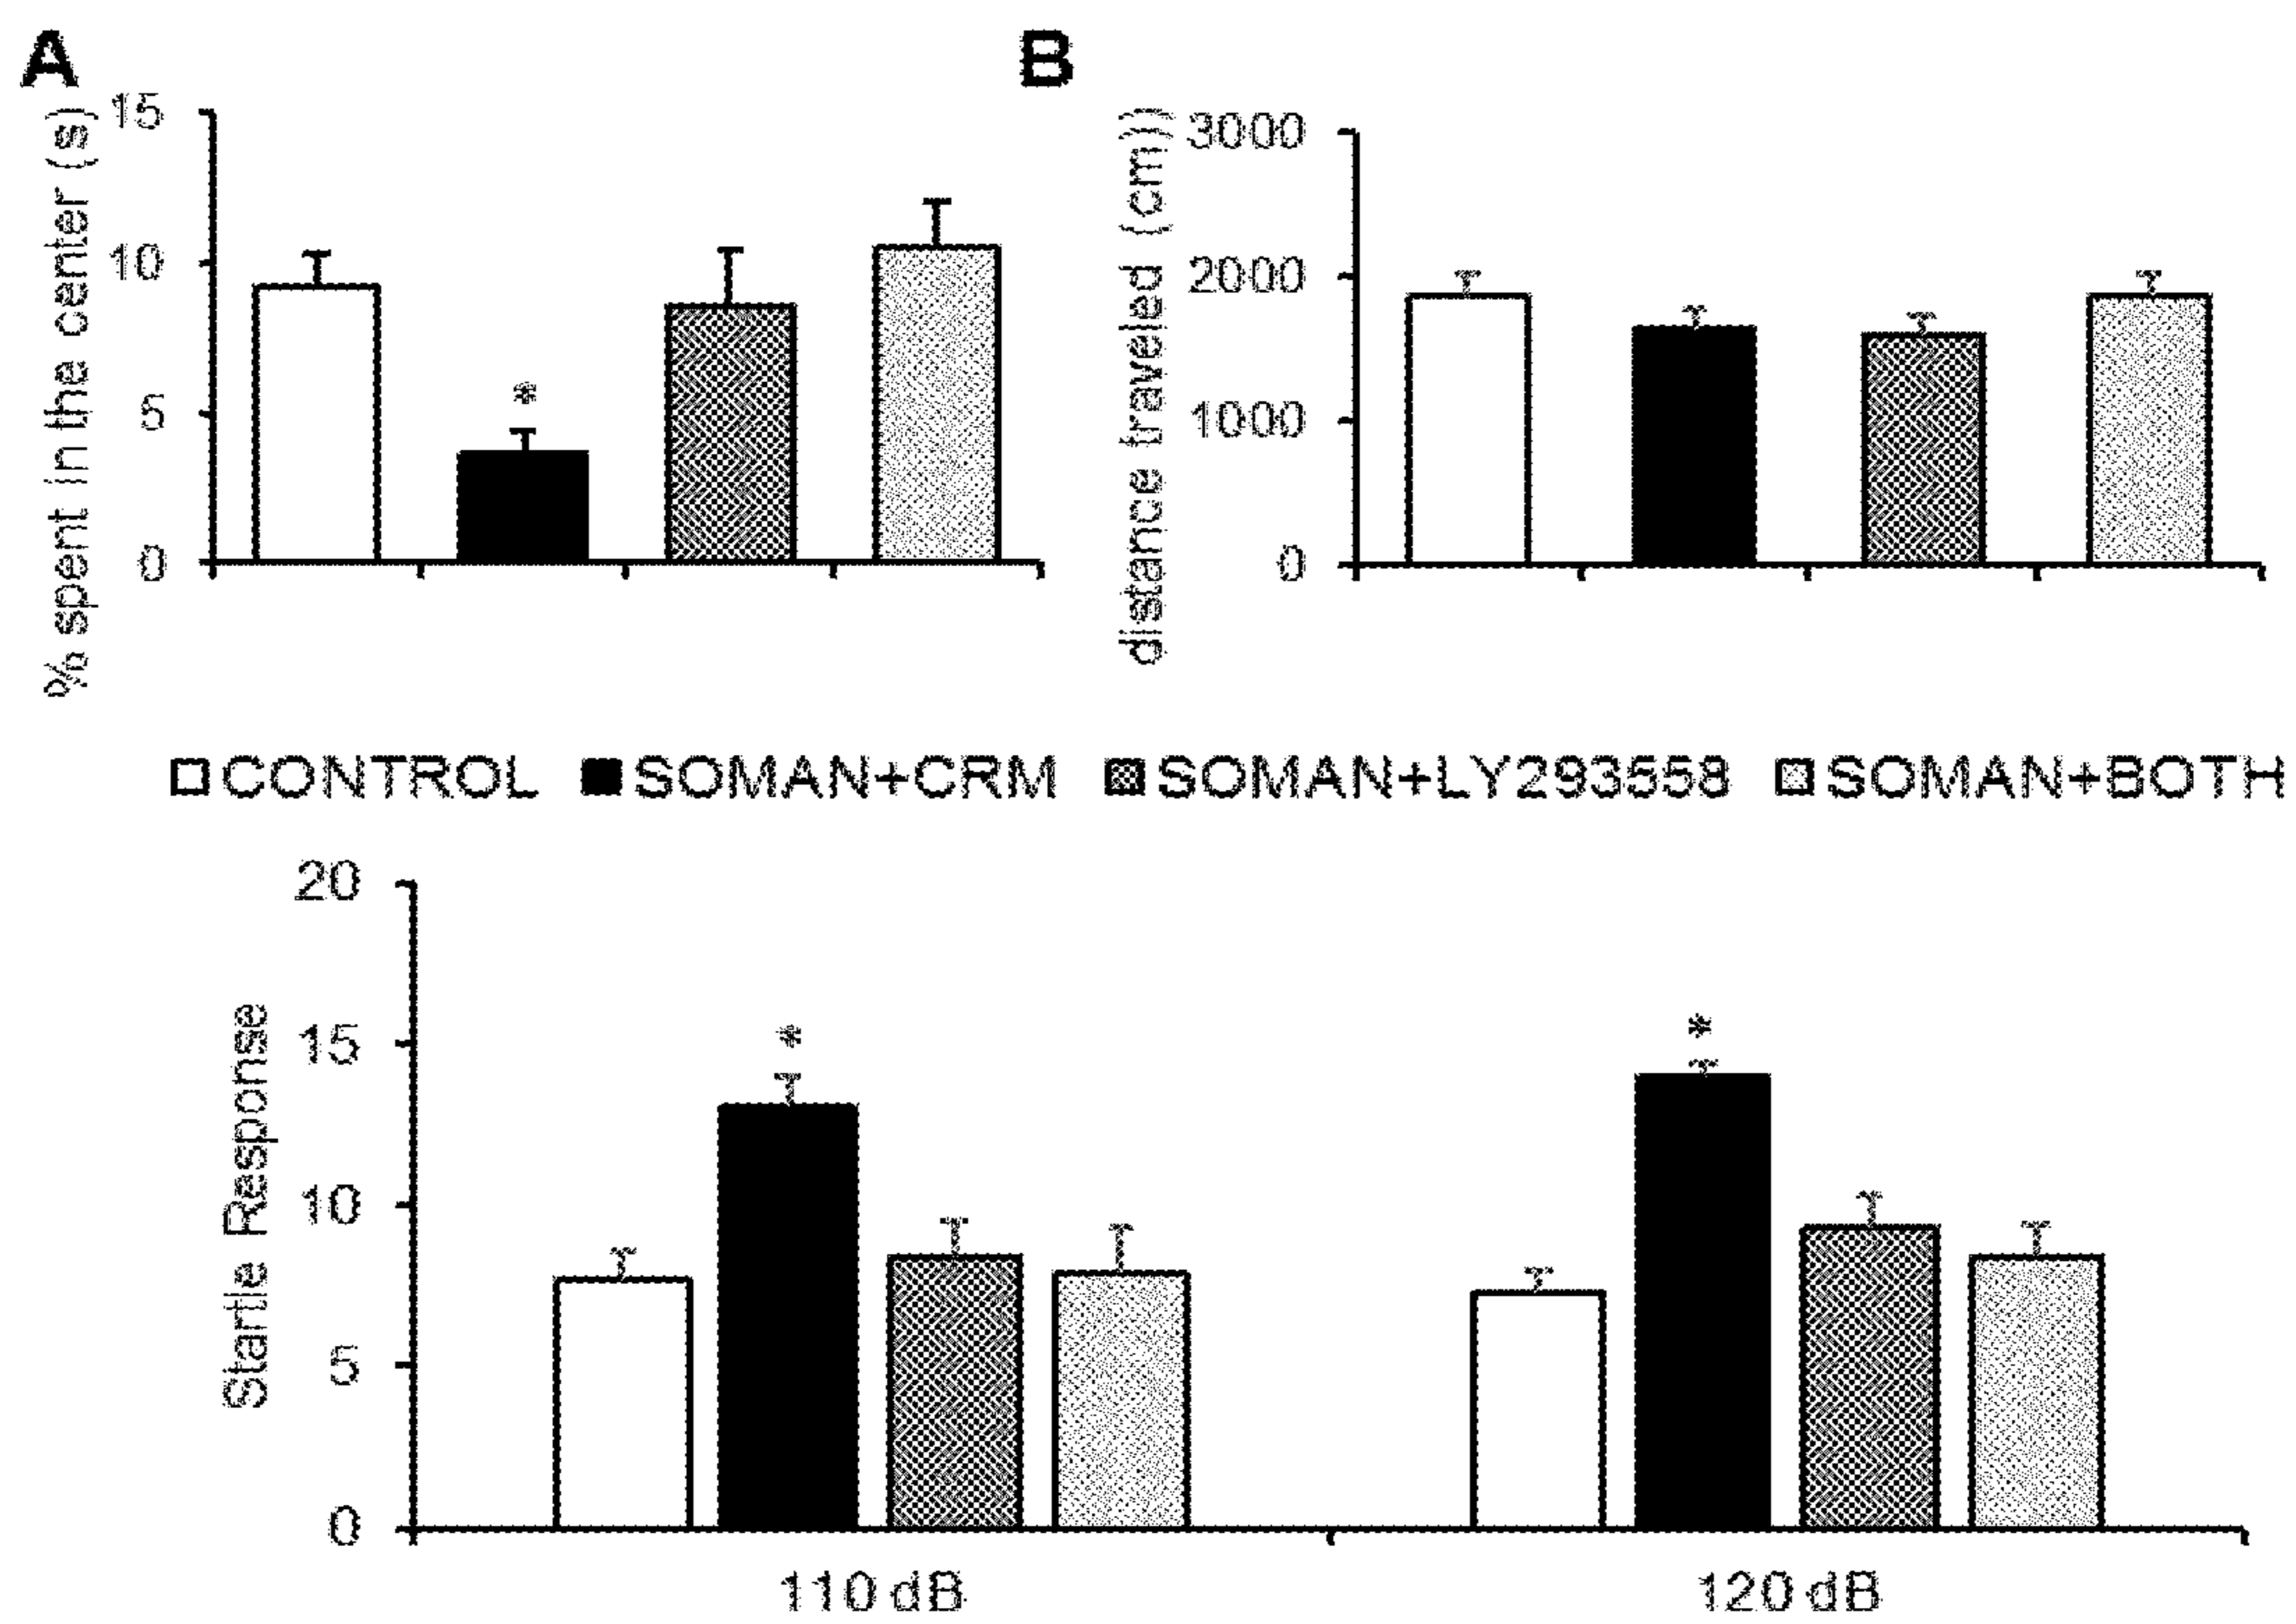 A
% spent in the center (s)
15
10
5
0
*
B
distance traveled (cm))
3000
2000
1000
0
CONTROL SOMAN+CRM SOMAN+LY293558 SOMAN+BOTH
Startle Response
20
15
10
5
0
*
*
110 dB
120 dB